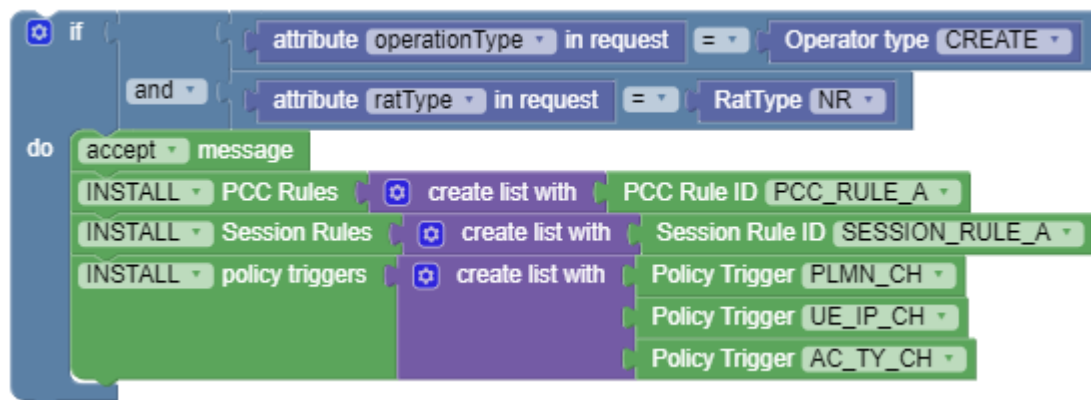 if attribute operationType in request = Operator type CREATE
and attribute ratType in request = RatType NR
do accept message
INSTALL PCC Rules create list with PCC Rule ID PCC_RULE_A
INSTALL Session Rules create list with Session Rule ID SESSION_RULE_A
INSTALL policy triggers create list with Policy Trigger PLMN_CH
Policy Trigger UE_IP_CH
Policy Trigger AC_TY_CH